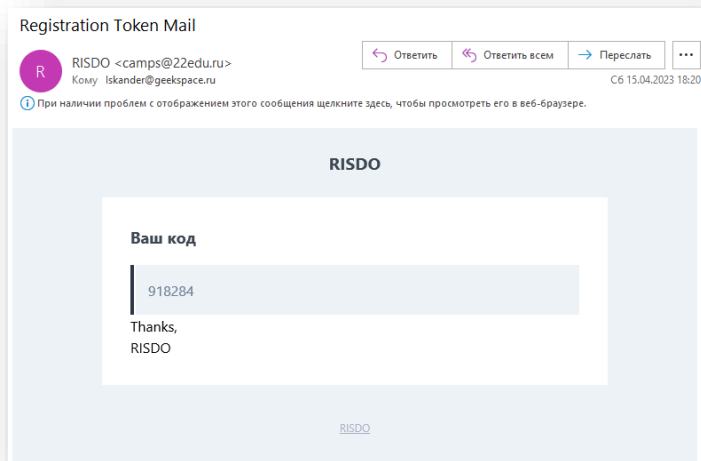 Registration Token Mail
R
RISDO <camps@22edu.ru>
Кому Iskander@geekspace.ru
Ответить
Ответить всем
Переслать
...
Сб 15.04.2023 18:20
При наличии проблем с отображением этого сообщения щелкните здесь, чтобы просмотреть его в веб-браузере.
RISDO
Ваш код
918284
Thanks,
RISDO
RISDO